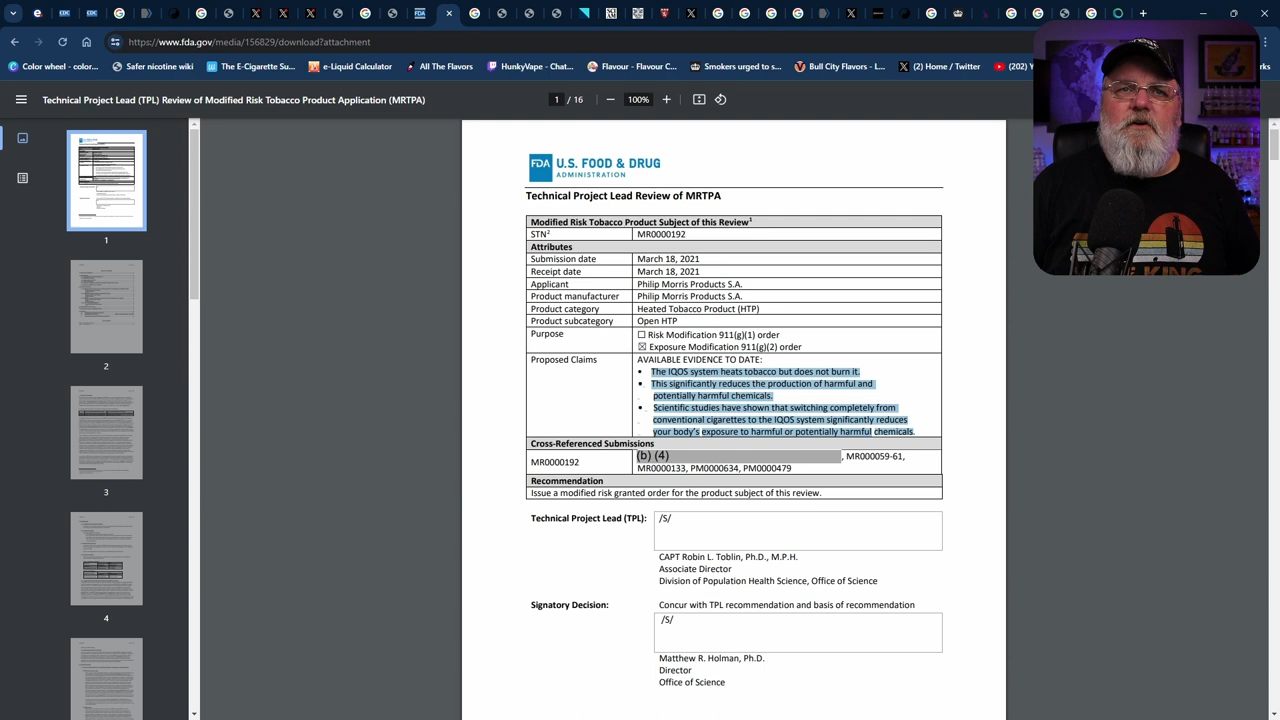 CDC
CDC
FDA
https://www.fda.gov/media/156829/download?attachment
Color wheel - color...
Safer nicotine wiki
The E-Cigarette Su...
e-Liquid Calculator
All The Flavors
HunkyVape - Chat...
Flavour - Flavour C...
Smokers urged to s...
Bull City Flavors - L...
(2) Home / Twitter
(202)
Technical Project Lead (TPL) Review of Modified Risk Tobacco Product Application (MRTPA)
1 / 16
100%
1
2
3
4
FDA U.S. FOOD & DRUG
ADMINISTRATION
Technical Project Lead Review of MRTPA
Modified Risk Tobacco Product Subject of this Review1
STN2 MR0000192
Attributes
Submission date March 18, 2021
Receipt date March 18, 2021
Applicant Philip Morris Products S.A.
Product manufacturer Philip Morris Products S.A.
Product category Heated Tobacco Product (HTP)
Product subcategory Open HTP
Purpose ☐ Risk Modification 911(g)(1) order
☒ Exposure Modification 911(g)(2) order
Proposed Claims AVAILABLE EVIDENCE TO DATE:
• The IQOS system heats tobacco but does not burn it.
• This significantly reduces the production of harmful and
potentially harmful chemicals.
• Scientific studies have shown that switching completely from
conventional cigarettes to the IQOS system significantly reduces
your body's exposure to harmful or potentially harmful chemicals.
Cross-Referenced Submissions
MR0000192 (b) (4) , MR000059-61,
MR0000133, PM0000634, PM0000479
Recommendation
Issue a modified risk granted order for the product subject of this review.
Technical Project Lead (TPL): /S/
CAPT Robin L. Toblin, Ph.D., M.P.H.
Associate Director
Division of Population Health Science, Office of Science
Signatory Decision: Concur with TPL recommendation and basis of recommendation
/S/
Matthew R. Holman, Ph.D.
Director
Office of Science